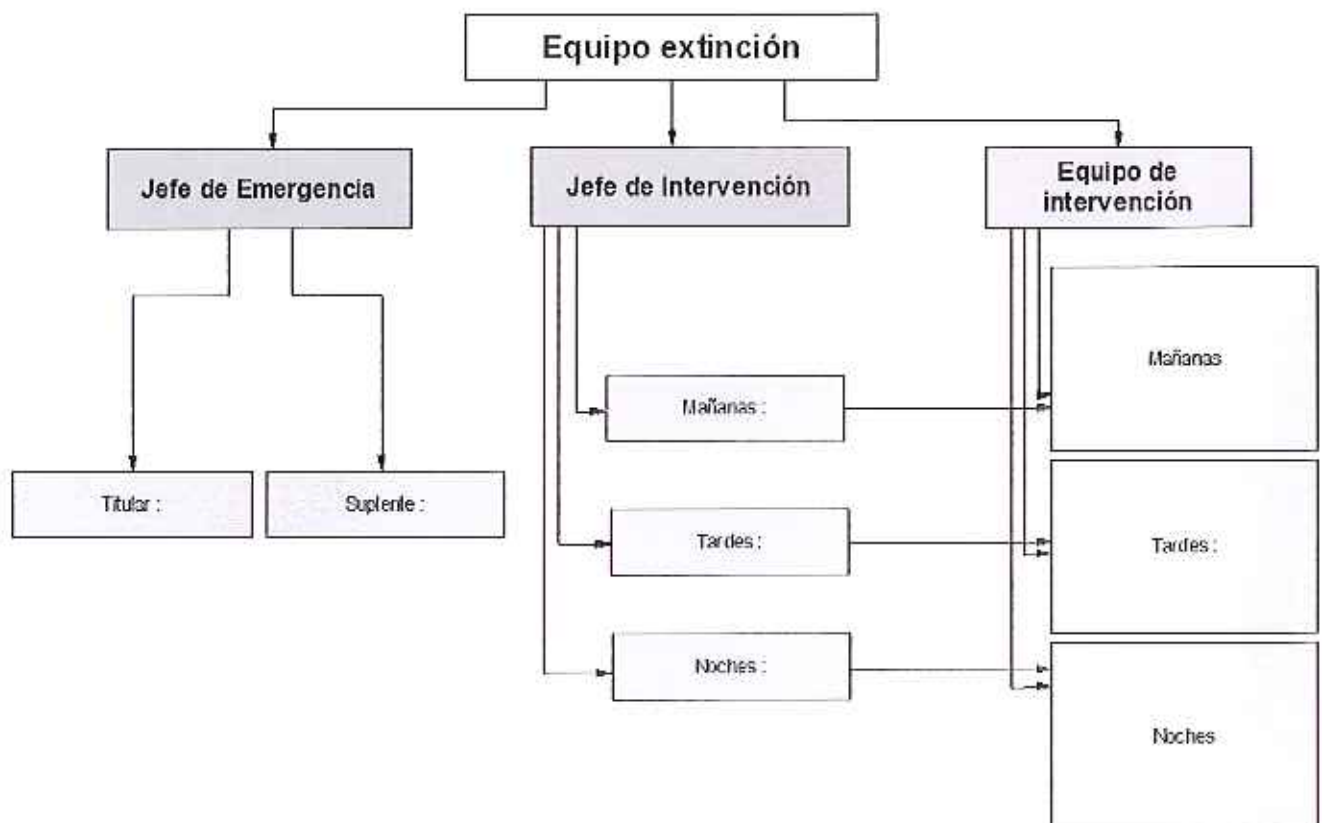 Equipo extinción
Jefe de Emergencia
Jefe de Intervención
Equipo de
intervención
Mañanas
Mañanas :
Titular :
Suplente :
Tardes :
Tardes :
Noches :
Noches